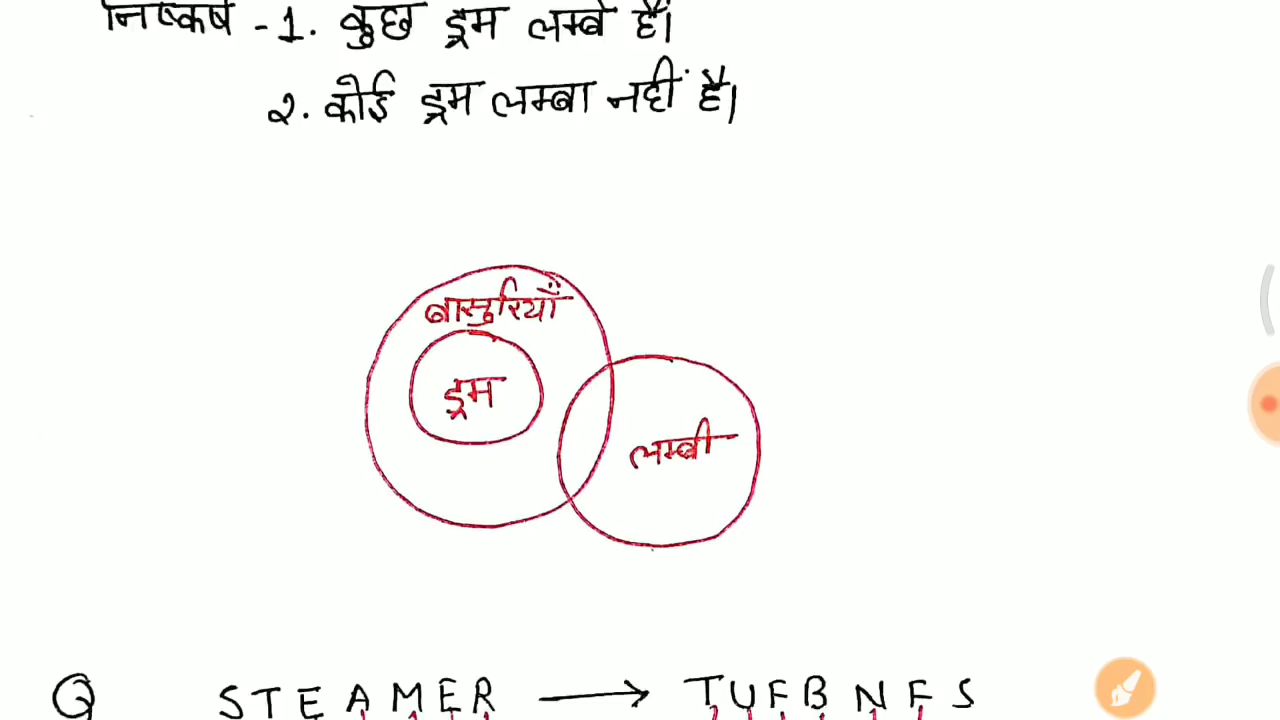 निष्कर्ष - 1. कुछ ड्रम लम्बे हैं।
2. कोई ड्रम लम्बा नहीं है।
बासुरियाँ
ड्रम
लम्बी
Q STEAMER → TUFBNFS